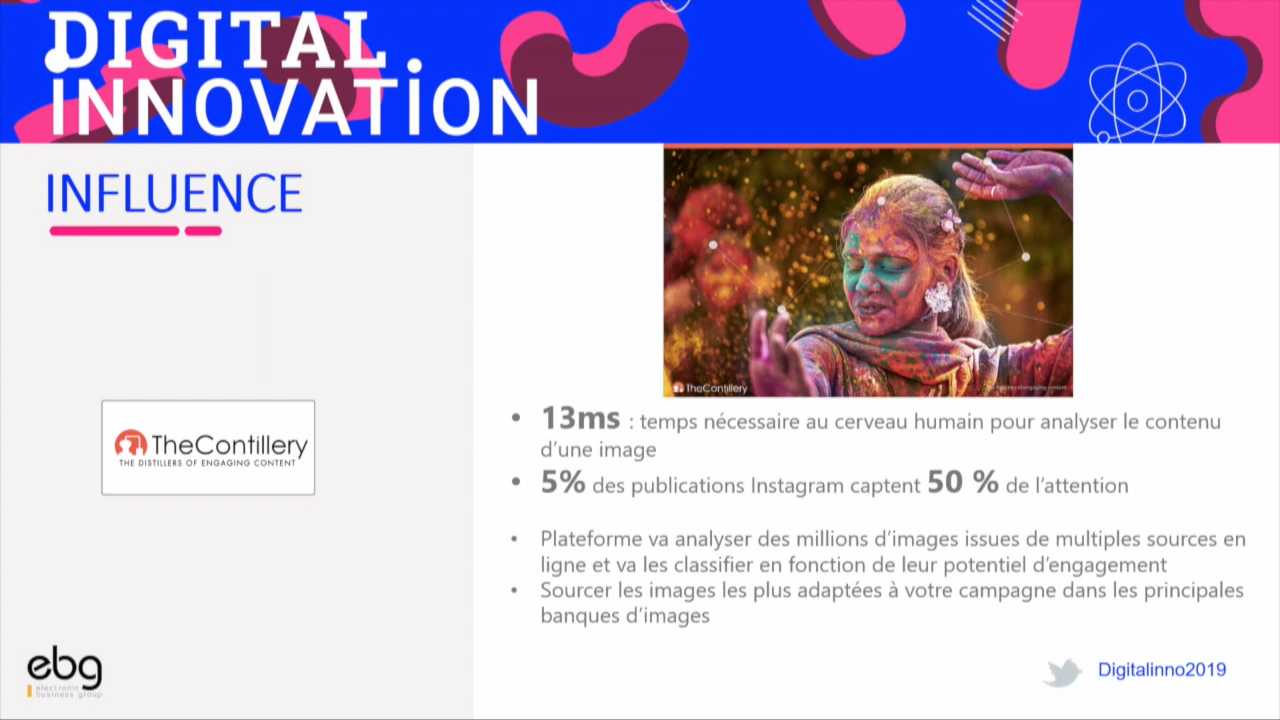 DIGITAL
INNOVATION
INFLUENCE
TheContillery
THE DISTILLERS OF ENGAGING CONTENT
TheContillery
• 13ms : temps nécessaire au cerveau humain pour analyser le contenu
d'une image
• 5% des publications Instagram captent 50 % de l'attention
• Plateforme va analyser des millions d'images issues de multiples sources en
ligne et va les classifier en fonction de leur potentiel d'engagement
• Sourcer les images les plus adaptées à votre campagne dans les principales
banques d'images
ebg
electronic
business group
Digitalinno2019